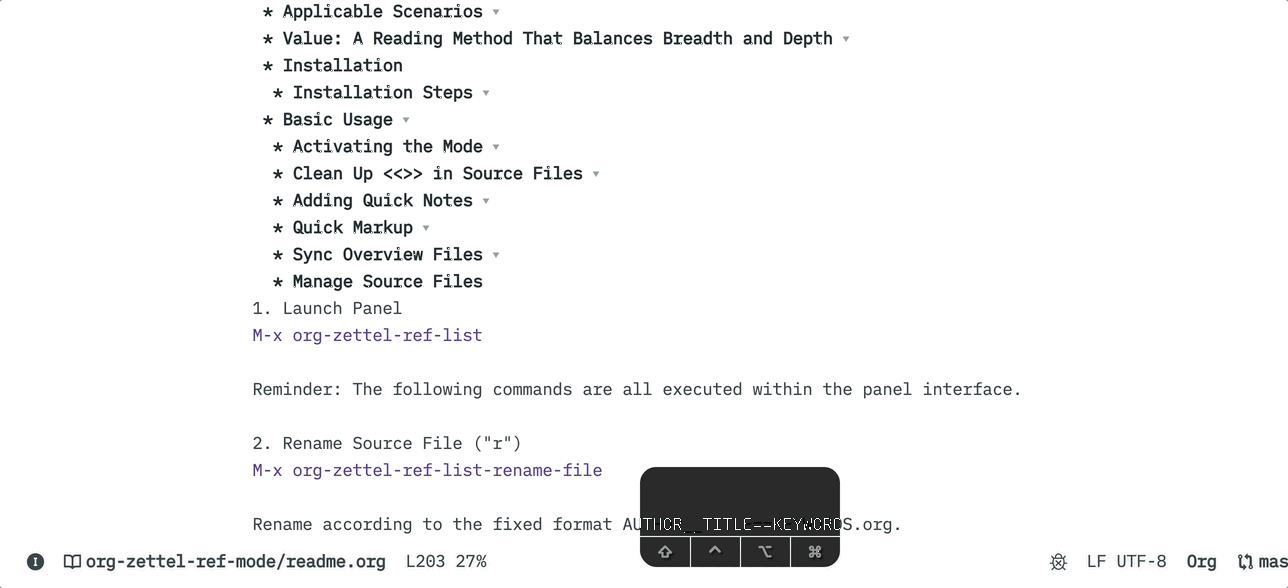 * Applicable Scenarios ▾
* Value: A Reading Method That Balances Breadth and Depth ▾
* Installation
* Installation Steps ▾
* Basic Usage ▾
* Activating the Mode ▾
* Clean Up <<>> in Source Files ▾
* Adding Quick Notes ▾
* Quick Markup ▾
* Sync Overview Files ▾
* Manage Source Files
1. Launch Panel
M-x org-zettel-ref-list
Reminder: The following commands are all executed within the panel interface.
2. Rename Source File ("r")
M-x org-zettel-ref-list-rename-file
Rename according to the fixed format AUTHOR__TITLE==KEYWORDS.org.
⇧ ^ ⌥ ⌘
I org-zettel-ref-mode/readme.org L203 27% LF UTF-8 Org mas